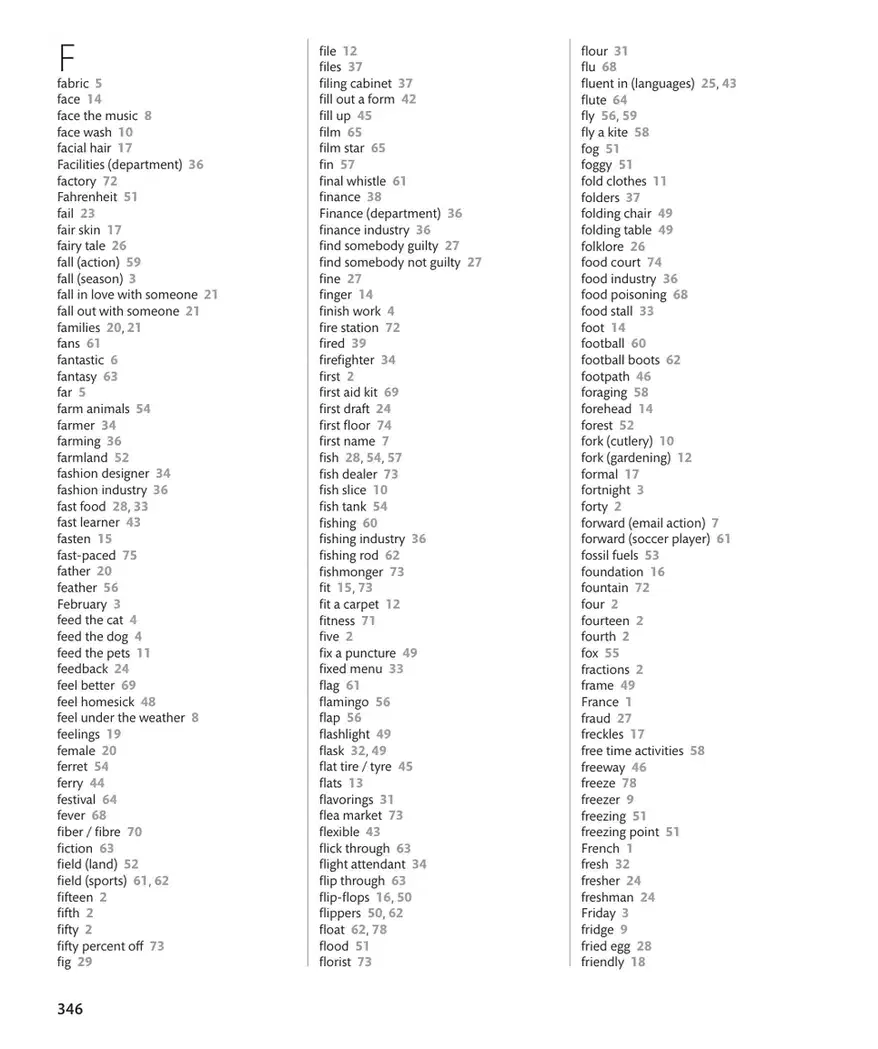 F
fabric 5
face 14
face the music 8
face wash 10
facial hair 17
Facilities (department) 36
factory 72
Fahrenheit 51
fail 23
fair skin 17
fairy tale 26
fall (action) 59
fall (season) 3
fall in love with someone 21
fall out with someone 21
families 20, 21
fans 61
fantastic 6
fantasy 63
far 5
farm animals 54
farmer 34
farming 36
farmland 52
fashion designer 34
fashion industry 36
fast food 28, 33
fast learner 43
fasten 15
fast-paced 75
father 20
feather 56
February 3
feed the cat 4
feed the dog 4
feed the pets 11
feedback 24
feel better 69
feel homesick 48
feel under the weather 8
feelings 19
female 20
ferret 54
ferry 44
festival 64
fever 68
fiber / fibre 70
fiction 63
field (land) 52
field (sports) 61, 62
fifteen 2
fifth 2
fifty 2
fifty percent off 73
fig 29
file 12
files 37
filing cabinet 37
fill out a form 42
fill up 45
film 65
film star 65
fin 57
final whistle 61
finance 38
Finance (department) 36
finance industry 36
find somebody guilty 27
find somebody not guilty 27
fine 27
finger 14
finish work 4
fire station 72
fired 39
firefighter 34
first 2
first aid kit 69
first draft 24
first floor 74
first name 7
fish 28, 54, 57
fish dealer 73
fish slice 10
fish tank 54
fishing 60
fishing industry 36
fishing rod 62
fishmonger 73
fit 15, 73
fit a carpet 12
fitness 71
five 2
fix a puncture 49
fixed menu 33
flag 61
flamingo 56
flap 56
flashlight 49
flask 32, 49
flat tire / tyre 45
flats 13
flavorings 31
flea market 73
flexible 43
flick through 63
flight attendant 34
flip through 63
flip-flops 16, 50
flippers 50, 62
float 62, 78
flood 51
florist 73
flour 31
flu 68
fluent in (languages) 25, 43
flute 64
fly 56, 59
fly a kite 58
fog 51
foggy 51
fold clothes 11
folders 37
folding chair 49
folding table 49
folklore 26
food court 74
food industry 36
food poisoning 68
food stall 33
foot 14
football 60
football boots 62
footpath 46
foraging 58
forehead 14
forest 52
fork (cutlery) 10
fork (gardening) 12
formal 17
fortnight 3
forty 2
forward (email action) 7
forward (soccer player) 61
fossil fuels 53
foundation 16
fountain 72
four 2
fourteen 2
fourth 2
fox 55
fractions 2
frame 49
France 1
fraud 27
freckles 17
free time activities 58
freeway 46
freeze 78
freezer 9
freezing 51
freezing point 51
French 1
fresh 32
fresher 24
freshman 24
Friday 3
fridge 9
fried egg 28
friendly 18
346